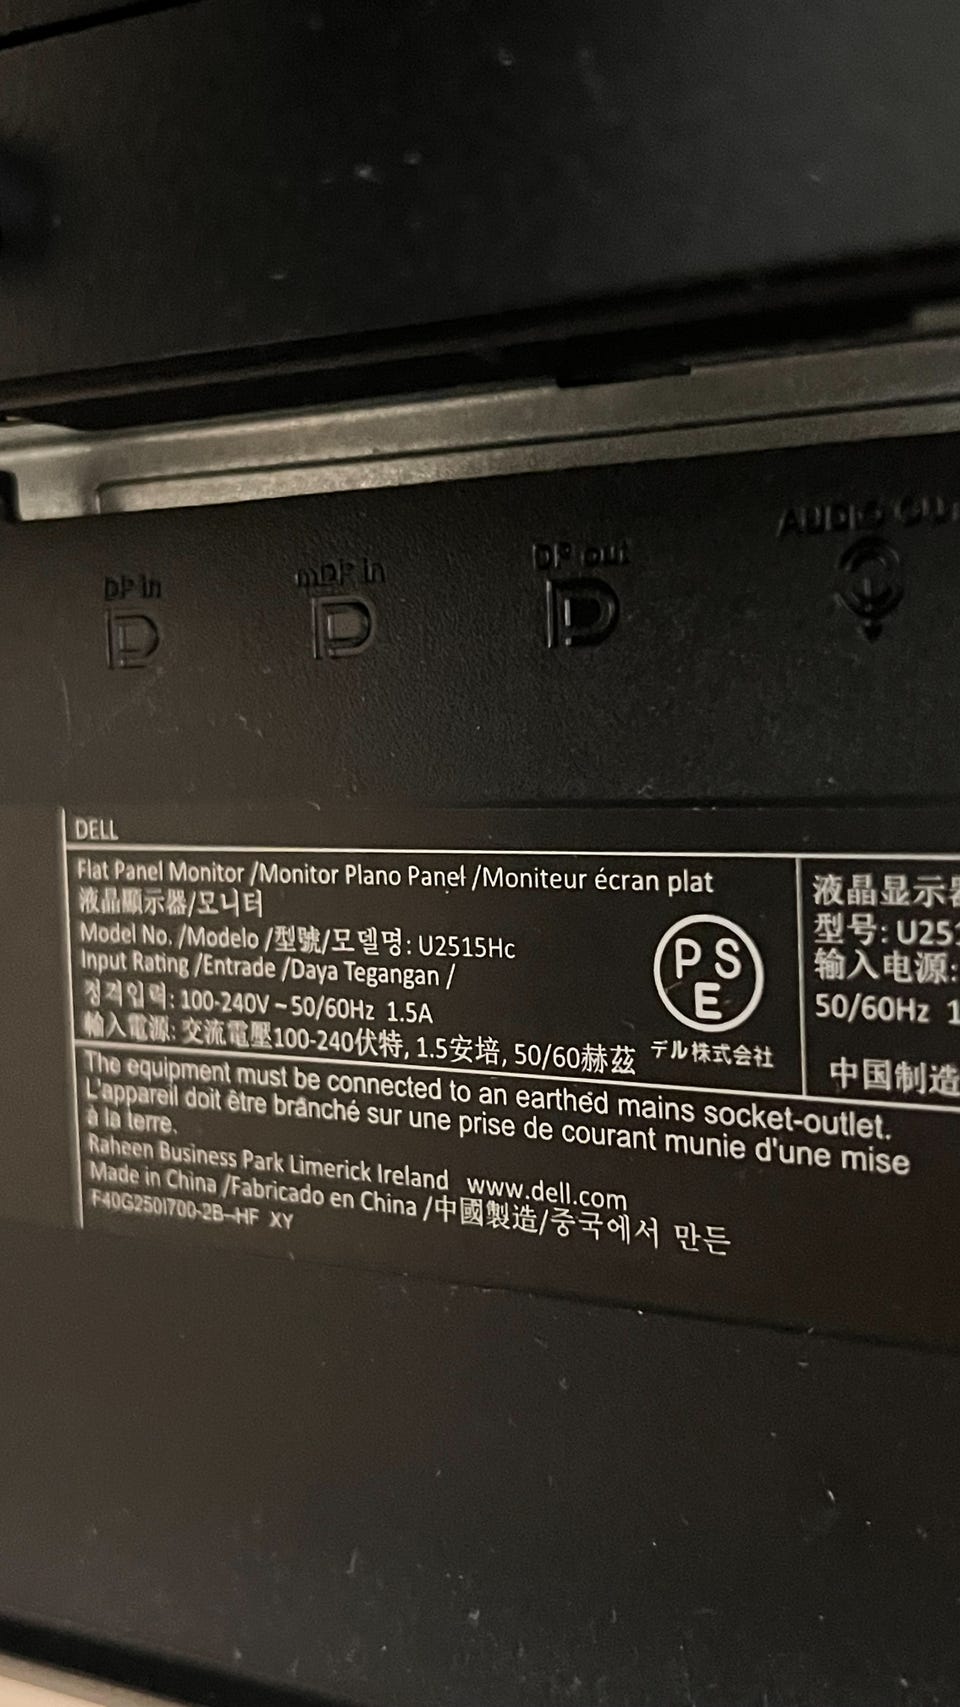 DP in
mDP in
DP out
AUDIO
DELL
Flat Panel Monitor /Monitor Plano Panel /Moniteur écran plat
液晶顯示器/모니터
Model No. /Modelo /型號/모델명: U2515Hc
Input Rating /Entrade /Daya Tegangan /
정격입력: 100-240V ~ 50/60Hz 1.5A
輸入電源: 交流電壓100-240伏特, 1.5安培, 50/60赫茲
PSE
デル株式会社
The equipment must be connected to an earthed mains socket-outlet.
L'appareil doit être branché sur une prise de courant munie d'une mise
à la terre.
Raheen Business Park Limerick Ireland www.dell.com
Made in China /Fabricado en China /中國製造/중국에서 만든
F40G2501700-2B-HF XY
液晶显示
型号: U25
输入电源:
50/60Hz 1
中国制造